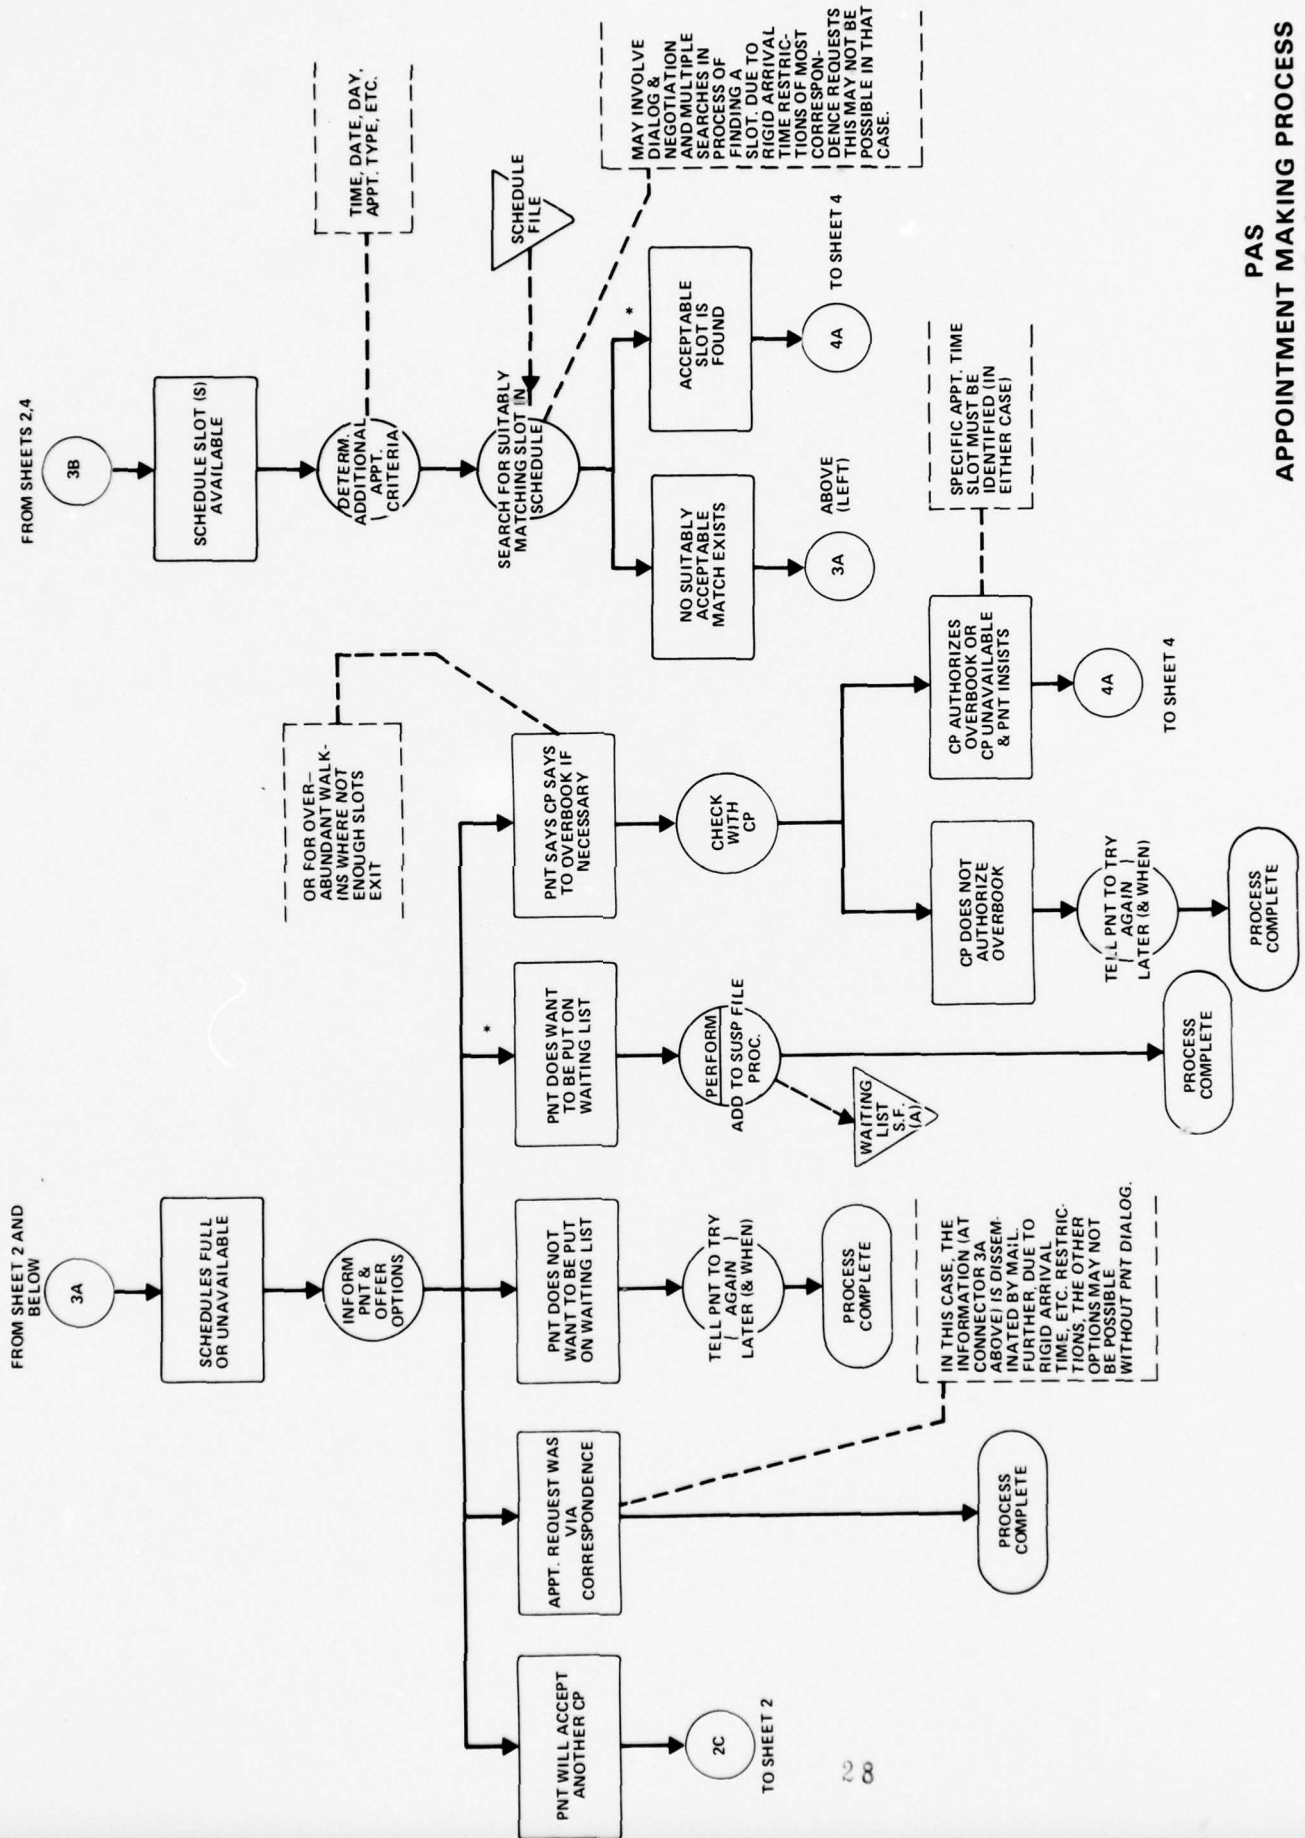 FROM SHEET 2 AND
BELOW
3A
SCHEDULES FULL
OR UNAVAILABLE
INFORM
PNT &
OFFER
OPTIONS
PNT WILL ACCEPT
ANOTHER CP
2C
TO SHEET 2
APPT. REQUEST WAS
VIA
CORRESPONDENCE
PROCESS
COMPLETE
IN THIS CASE, THE
INFORMATION (AT
CONNECTOR 3A
ABOVE) IS DISSEM-
INATED BY MAIL.
FURTHER, DUE TO
RIGID ARRIVAL
TIME, ETC. RESTRIC-
TIONS, THE OTHER
OPTIONS MAY NOT
BE POSSIBLE
WITHOUT PNT DIALOG.
PNT DOES NOT
WANT TO BE PUT
ON WAITING LIST
TELL PNT TO TRY
AGAIN
LATER (& WHEN)
PROCESS
COMPLETE
*
PNT DOES WANT
TO BE PUT ON
WAITING LIST
PERFORM
ADD TO SUSP FILE
PROC.
WAITING
LIST
S.F.
(A)
PROCESS
COMPLETE
OR FOR OVER-
ABUNDANT WALK-
INS WHERE NOT
ENOUGH SLOTS
EXIT
PNT SAYS CP SAYS
TO OVERBOOK IF
NECESSARY
CHECK
WITH
CP
CP DOES NOT
AUTHORIZE
OVERBOOK
TELL PNT TO TRY
AGAIN
LATER (& WHEN)
PROCESS
COMPLETE
CP AUTHORIZES
OVERBOOK OR
CP UNAVAILABLE
& PNT INSISTS
SPECIFIC APPT. TIME
SLOT MUST BE
IDENTIFIED (IN
EITHER CASE)
4A
TO SHEET 4
FROM SHEETS 2,4
3B
SCHEDULE SLOT (S)
AVAILABLE
DETERM.
ADDITIONAL
APPT.
CRITERIA
TIME, DATE, DAY,
APPT. TYPE, ETC.
SEARCH FOR SUITABLY
MATCHING SLOT IN
SCHEDULE
SCHEDULE
FILE
MAY INVOLVE
DIALOG &
NEGOTIATION
AND MULTIPLE
SEARCHES IN
PROCESS OF
FINDING A
SLOT. DUE TO
RIGID ARRIVAL
TIME RESTRIC-
TIONS OF MOST
CORRESPON-
DENCE REQUESTS
THIS MAY NOT BE
POSSIBLE IN THAT
CASE.
NO SUITABLY
ACCEPTABLE
MATCH EXISTS
3A
ABOVE
(LEFT)
*
ACCEPTABLE
SLOT IS
FOUND
4A
TO SHEET 4
PAS
APPOINTMENT MAKING PROCESS
28